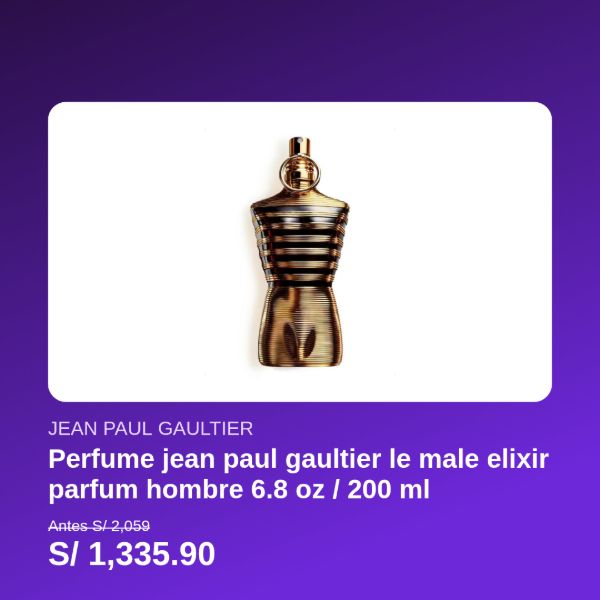 JEAN PAUL GAULTIER
Perfume jean paul gaultier le male elixir
parfum hombre 6.8 oz / 200 ml
Antes S/ 2,059
S/ 1,335.90